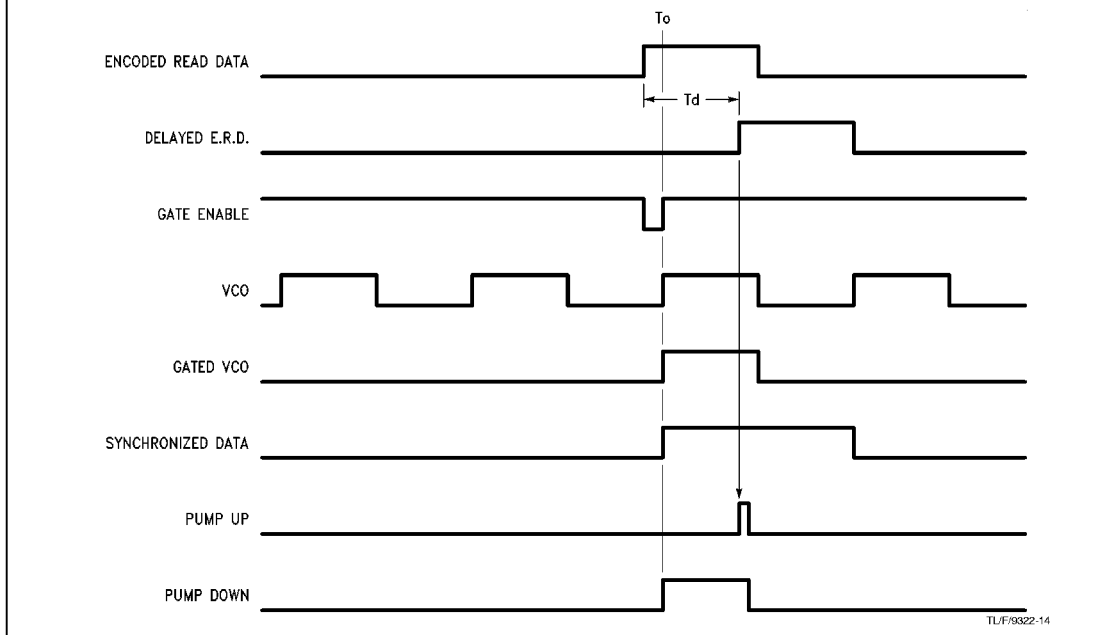 To
ENCODED READ DATA
Td
DELAYED E.R.D.
GATE ENABLE
VCO
GATED VCO
SYNCHRONIZED DATA
PUMP UP
PUMP DOWN
TL/F/9322-14